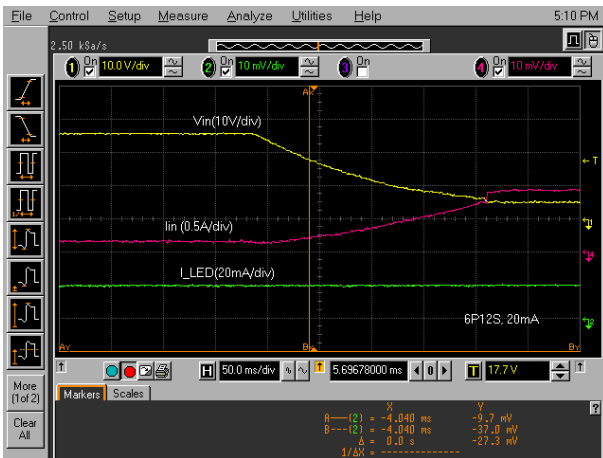 File Control Setup Measure Analyze Utilities Help 5:10 PM
2.50 kSa/s
1 On 10.0 V/div 2 On 10 mV/div 3 On 4 On 10 mV/div
Vin(10V/div)
T
Iin (0.5A/div)
I_LED(20mA/div)
6P12S, 20mA
Ay By
H 50.0 ms/div 5.69678000 ms 0 T 17.7 V
More
(1of 2)
Clear
All
Markers Scales
X Y
A—(2) = -4.040 ms -9.7 mV
B---(2) = -4.040 ms -37.0 mV
Δ = 0.0 s -27.3 mV
1/ΔX = --------------
?